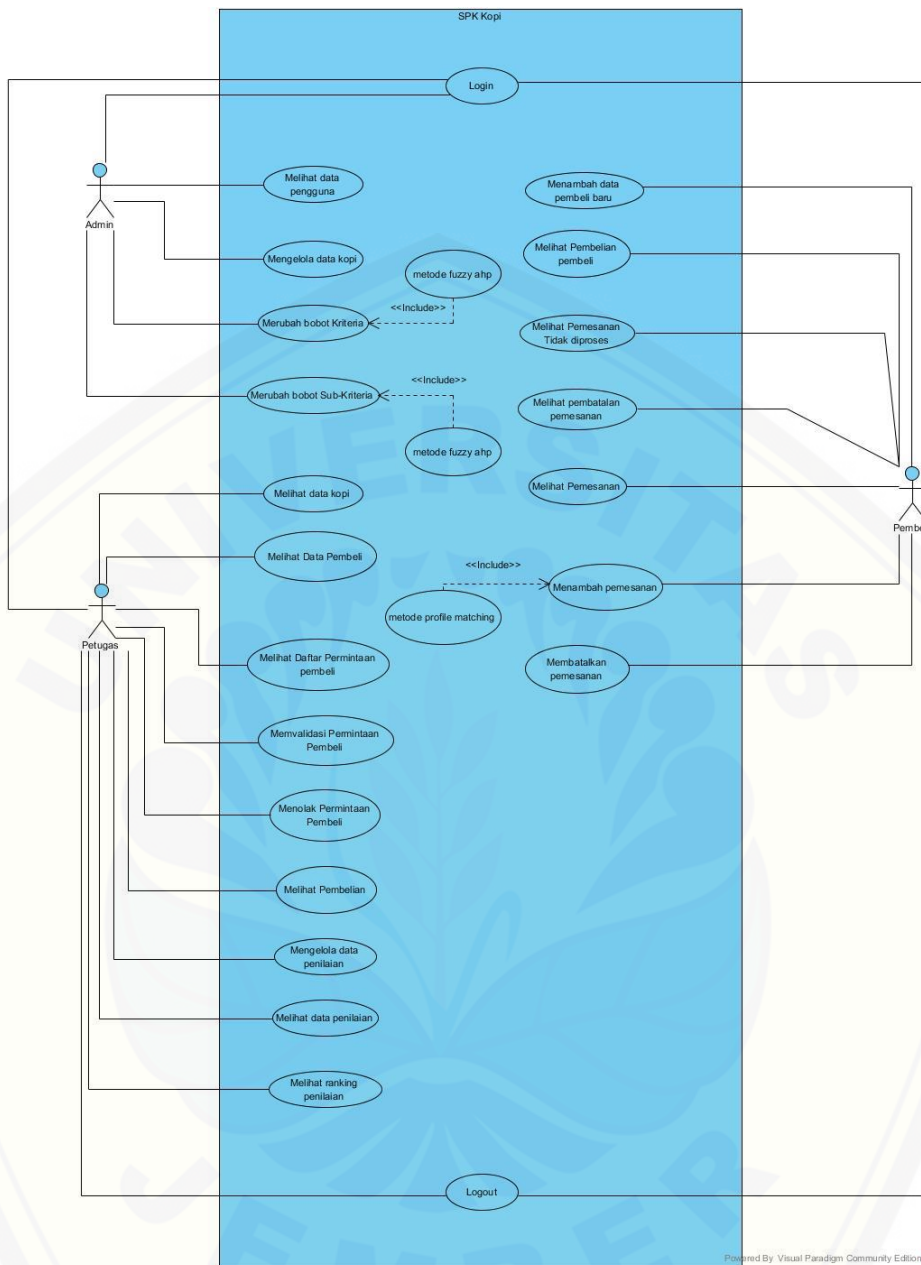 SPK Kopi
Login
Admin
Melihat data
pengguna
Mengelola data kopi
metode fuzzy ahp
<<Include>>
Merubah bobot Kriteria
Merubah bobot Sub-Kriteria
<<Include>>
metode fuzzy ahp
Menambah data
pembeli baru
Melihat Pembelian
pembeli
Melihat Pemesanan
Tidak diproses
Melihat pembatalan
pemesanan
Melihat Pemesanan
Pembe
<<Include>>
Menambah pemesanan
metode profile matching
Membatalkan
pemesanan
Petugas
Melihat data kopi
Melihat Data Pembeli
Melihat Daftar Permintaan
pembeli
Memvalidasi Permintaan
Pembeli
Menolak Permintaan
Pembeli
Melihat Pembelian
Mengelola data
penilaian
Melihat data penilaian
Melihat ranking
penilaian
Logout
UNIVERSITAS
JEMBER
Powered By Visual Paradigm Community Edition